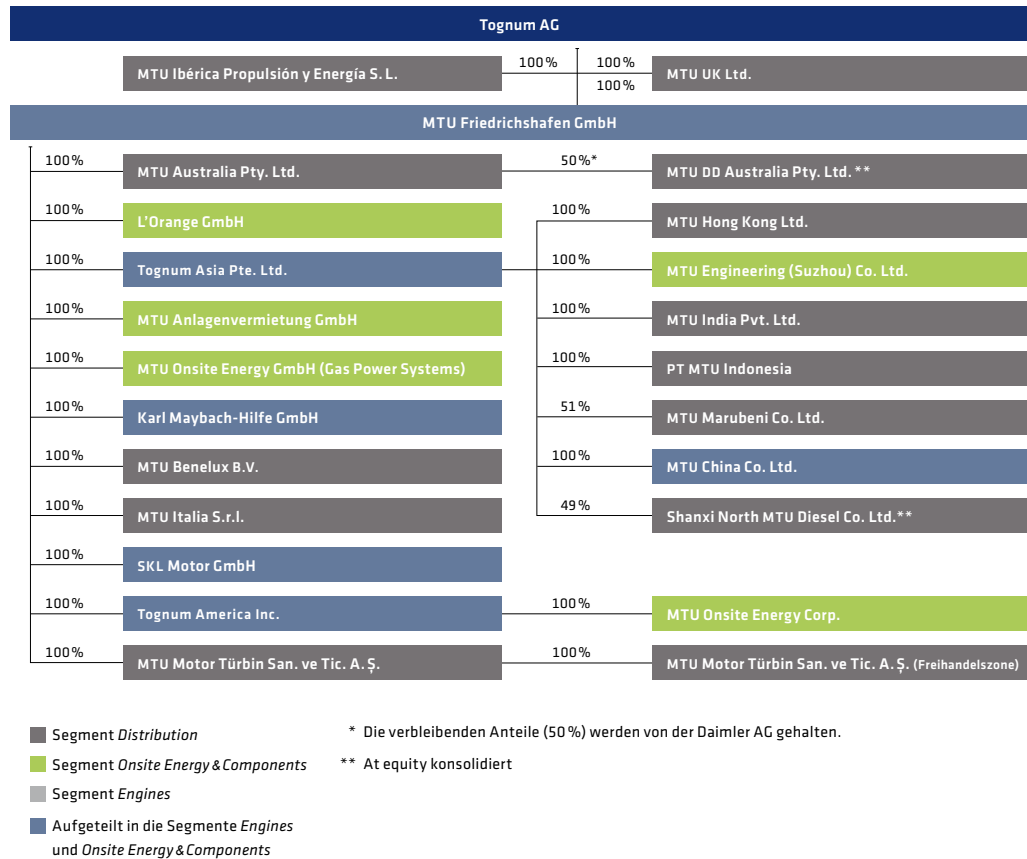 Tognum AG
MTU Ibérica Propulsión y Energía S. L.
100 %
100 %
100 %
MTU UK Ltd.
MTU Friedrichshafen GmbH
100 %
MTU Australia Pty. Ltd.
50 %*
MTU DD Australia Pty. Ltd. **
100 %
L'Orange GmbH
100 %
MTU Hong Kong Ltd.
100 %
Tognum Asia Pte. Ltd.
100 %
MTU Engineering (Suzhou) Co. Ltd.
100 %
MTU Anlagenvermietung GmbH
100 %
MTU India Pvt. Ltd.
100 %
MTU Onsite Energy GmbH (Gas Power Systems)
100 %
PT MTU Indonesia
100 %
Karl Maybach-Hilfe GmbH
51 %
MTU Marubeni Co. Ltd.
100 %
MTU Benelux B.V.
100 %
MTU China Co. Ltd.
100 %
MTU Italia S.r.l.
49 %
Shanxi North MTU Diesel Co. Ltd.**
100 %
SKL Motor GmbH
100 %
Tognum America Inc.
100 %
MTU Onsite Energy Corp.
100 %
MTU Motor Türbin San. ve Tic. A. Ş.
100 %
MTU Motor Türbin San. ve Tic. A. Ş. (Freihandelszone)
Segment Distribution
Segment Onsite Energy & Components
Segment Engines
Aufgeteilt in die Segmente Engines
und Onsite Energy & Components
* Die verbleibenden Anteile (50 %) werden von der Daimler AG gehalten.
** At equity konsolidiert